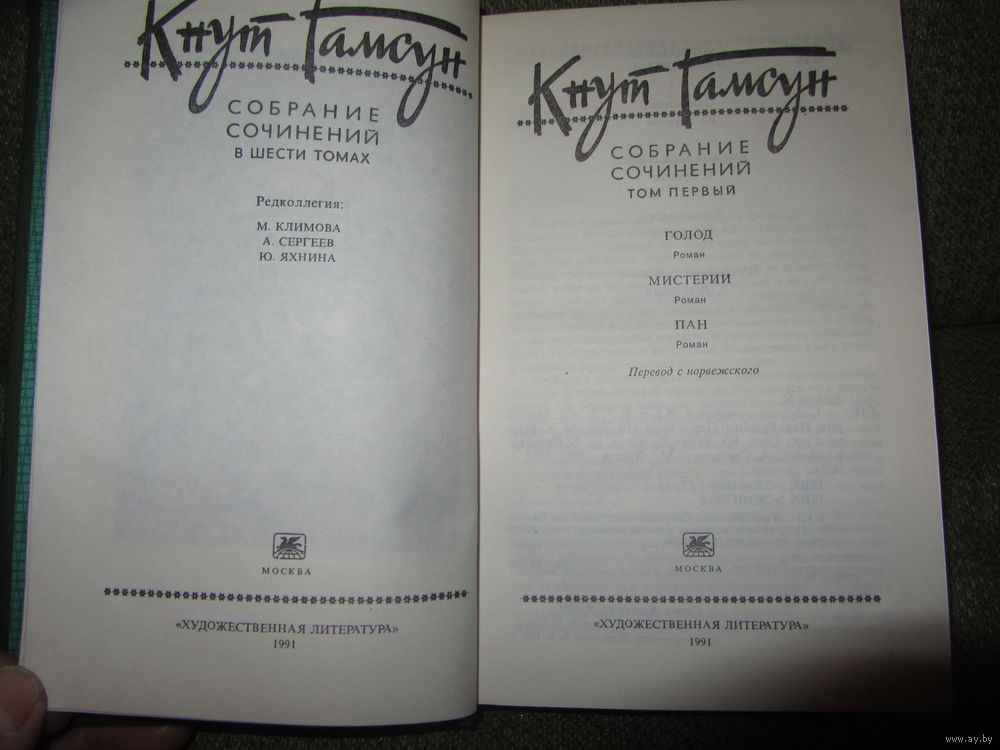 Кнут Гамсун
СОБРАНИЕ
СОЧИНЕНИЙ
В ШЕСТИ ТОМАХ
Редколлегия:
М. КЛИМОВА
А. СЕРГЕЕВ
Ю. ЯХНИНА
МОСКВА
«ХУДОЖЕСТВЕННАЯ ЛИТЕРАТУРА»
1991
Кнут Гамсун
СОБРАНИЕ
СОЧИНЕНИЙ
ТОМ ПЕРВЫЙ
ГОЛОД
Роман
МИСТЕРИИ
Роман
ПАН
Роман
Перевод с норвежского
МОСКВА
«ХУДОЖЕСТВЕННАЯ ЛИТЕРАТУРА»
1991
www.ay.by